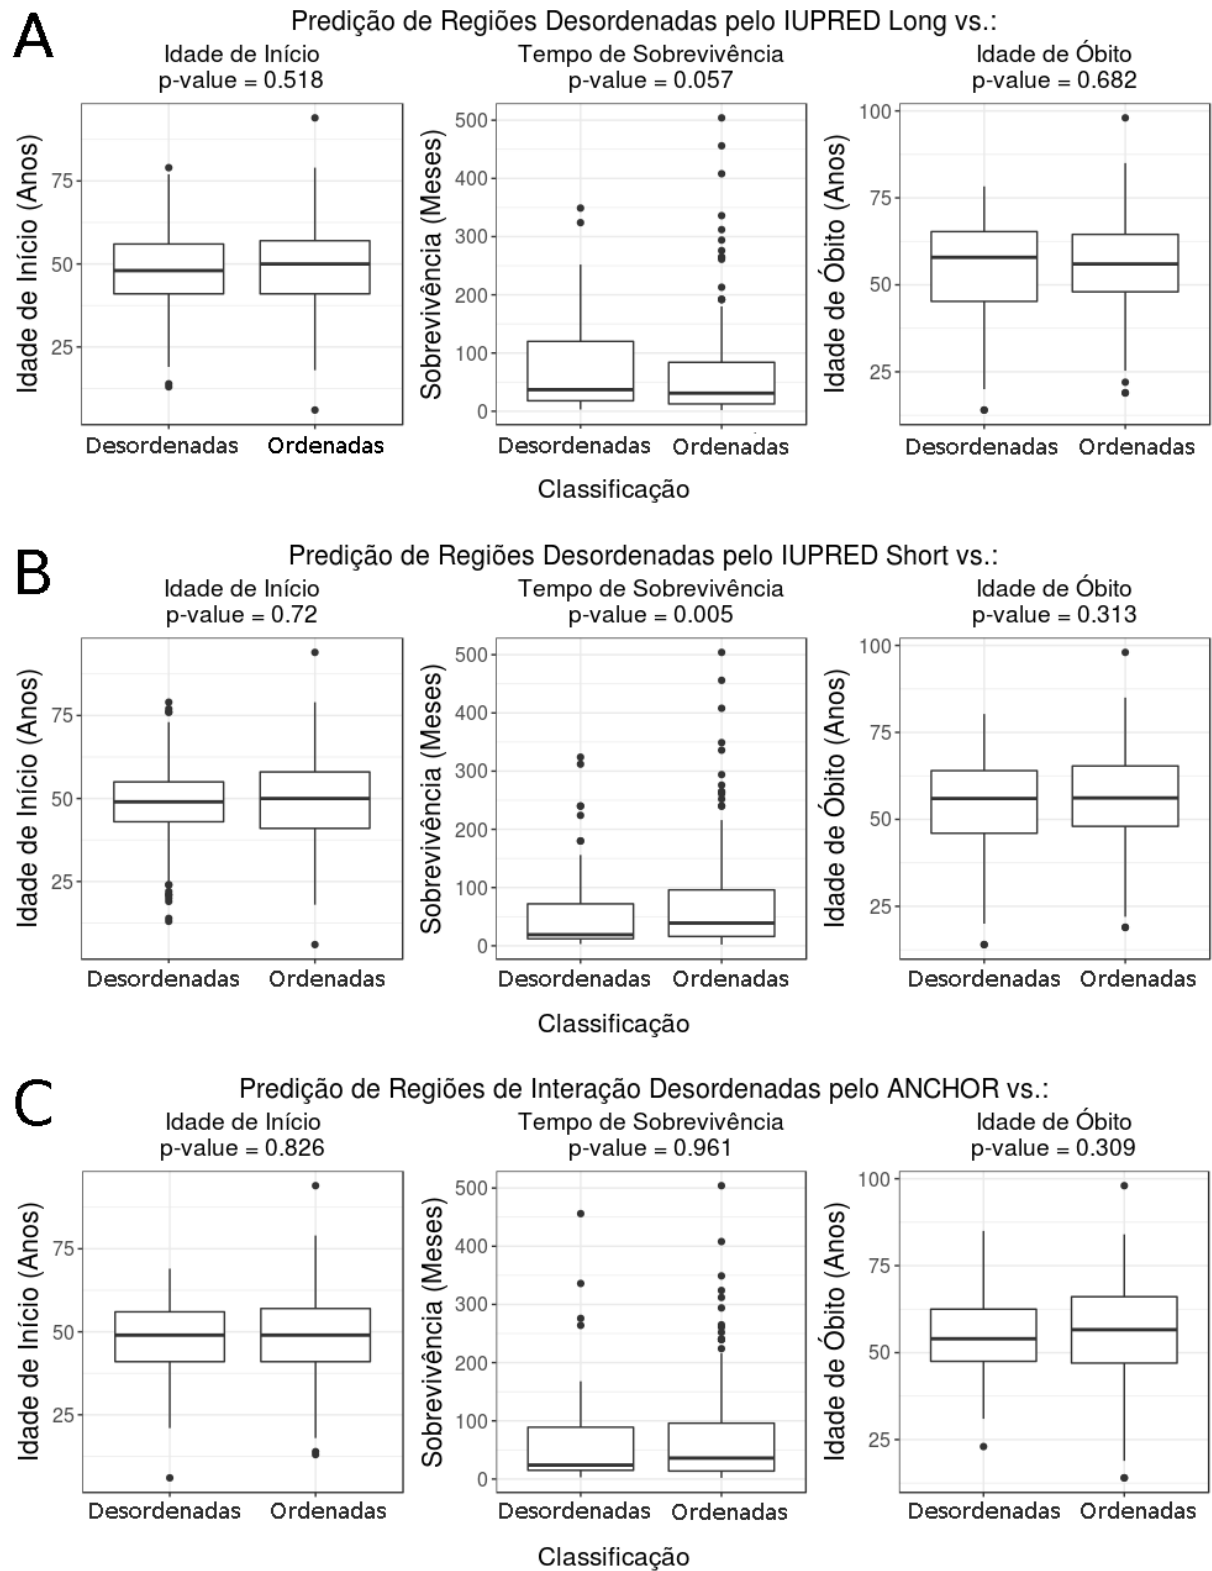 A
Predição de Regiões Desordenadas pelo IUPRED Long vs.:
Idade de Início
p-value = 0.518
Tempo de Sobrevivência
p-value = 0.057
Idade de Óbito
p-value = 0.682
Idade de Início (Anos)
75
50
25
Desordenadas Ordenadas
Sobrevivência (Meses)
500
400
300
200
100
0
Desordenadas Ordenadas
Idade de Óbito (Anos)
100
75
50
25
Desordenadas Ordenadas
Classificação
B
Predição de Regiões Desordenadas pelo IUPRED Short vs.:
Idade de Início
p-value = 0.72
Tempo de Sobrevivência
p-value = 0.005
Idade de Óbito
p-value = 0.313
Idade de Início (Anos)
75
50
25
Desordenadas Ordenadas
Sobrevivência (Meses)
500
400
300
200
100
0
Desordenadas Ordenadas
Idade de Óbito (Anos)
100
75
50
25
Desordenadas Ordenadas
Classificação
C
Predição de Regiões de Interação Desordenadas pelo ANCHOR vs.:
Idade de Início
p-value = 0.826
Tempo de Sobrevivência
p-value = 0.961
Idade de Óbito
p-value = 0.309
Idade de Início (Anos)
75
50
25
Desordenadas Ordenadas
Sobrevivência (Meses)
500
400
300
200
100
0
Desordenadas Ordenadas
Idade de Óbito (Anos)
100
75
50
25
Desordenadas Ordenadas
Classificação